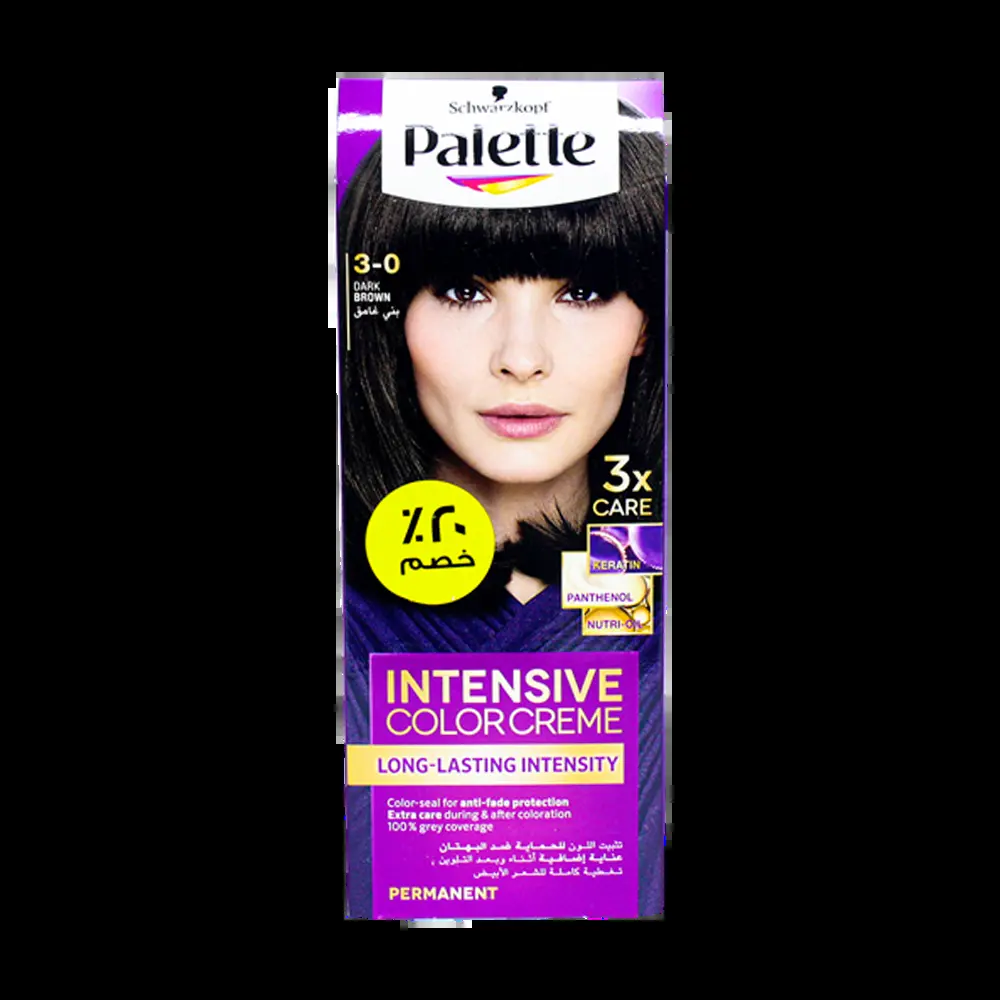 Schwarzkopf
Palette
3-0
DARK
BROWN
بني غامق
٪٢٠
خصم
3x
CARE
KERATIN
PANTHENOL
NUTRI-OIL
INTENSIVE
COLOR CREME
LONG-LASTING INTENSITY
Color-seal for anti-fade protection
Extra care during & after coloration
100% grey coverage
تثبيت اللون للحماية ضد البهتان
عناية إضافية أثناء وبعد التلوين ،
تغطية كاملة للشعر الأبيض
PERMANENT